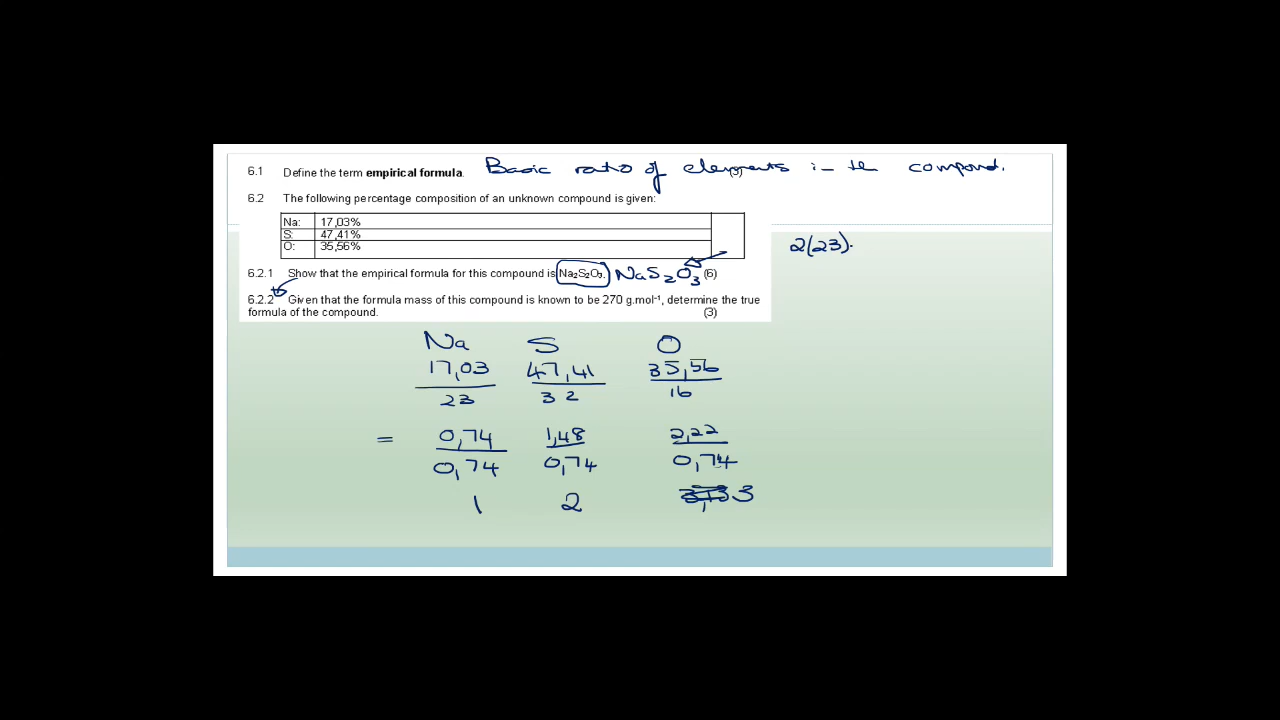 6.1 Define the term empirical formula. (3) Basic ratio of elements in the compound.
6.2 The following percentage composition of an unknown compound is given:
Na: 17,03%
S: 47,41%
O: 35,56%
2(23).
6.2.1 Show that the empirical formula for this compound is Na₂S₂O₃. NaS₂O₃ (6)
6.2.2 Given that the formula mass of this compound is known to be 270 g.mol⁻¹, determine the true
formula of the compound. (3)
Na S O
17,03 47,41 35,56
23 32 16
= 0,74 1,48 2,22
0,74 0,74 0,74
1 2 3